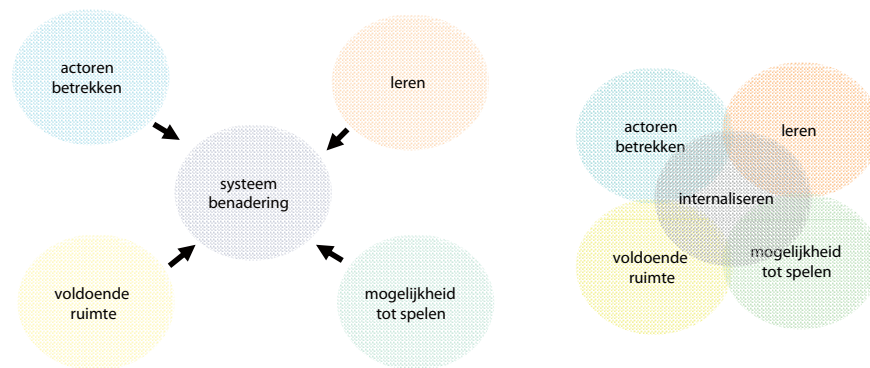 actoren
betrekken
leren
systeem
benadering
voldoende
ruimte
mogelijkheid
tot spelen
actoren
betrekken
leren
internaliseren
voldoende
ruimte
mogelijkheid
tot spelen